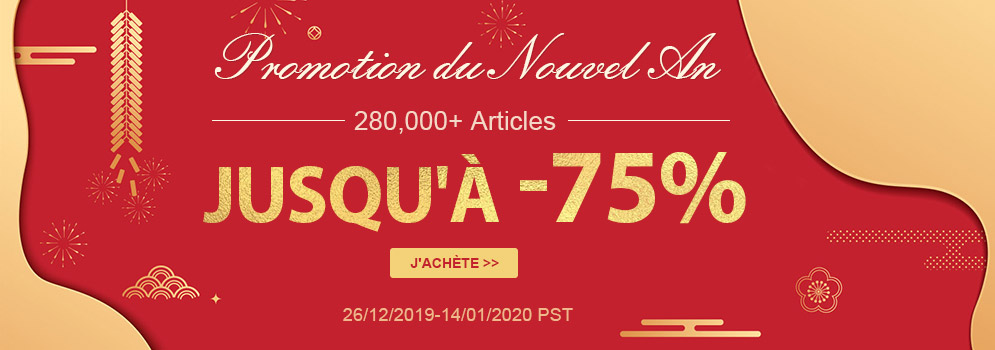 Promotion du Nouvel An
280,000+ Articles
JUSQU'À -75%
J'ACHÈTE >>
26/12/2019-14/01/2020 PST